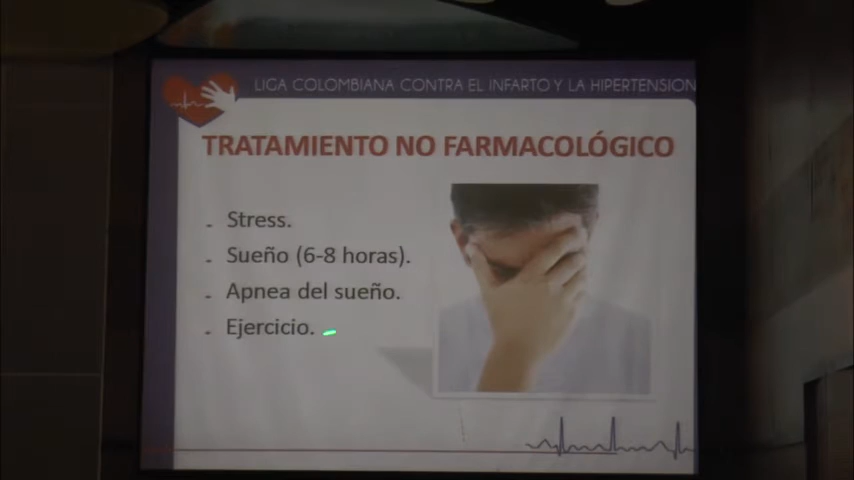 LIGA COLOMBIANA CONTRA EL INFARTO Y LA HIPERTENSION
TRATAMIENTO NO FARMACOLÓGICO
- Stress.
- Sueño (6-8 horas).
- Apnea del sueño.
- Ejercicio.